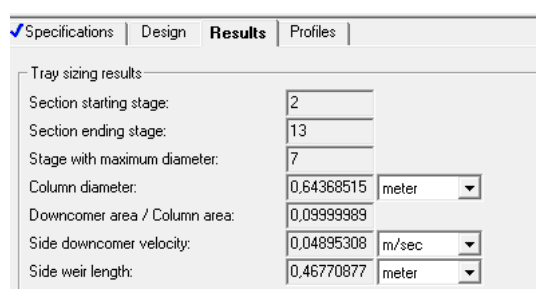 Specifications Design Results Profiles
Tray sizing results
Section starting stage: 2
Section ending stage: 13
Stage with maximum diameter: 7
Column diameter: 0,64368515 meter
Downcomer area / Column area: 0,09999989
Side downcomer velocity: 0,04895308 m/sec
Side weir length: 0,46770877 meter